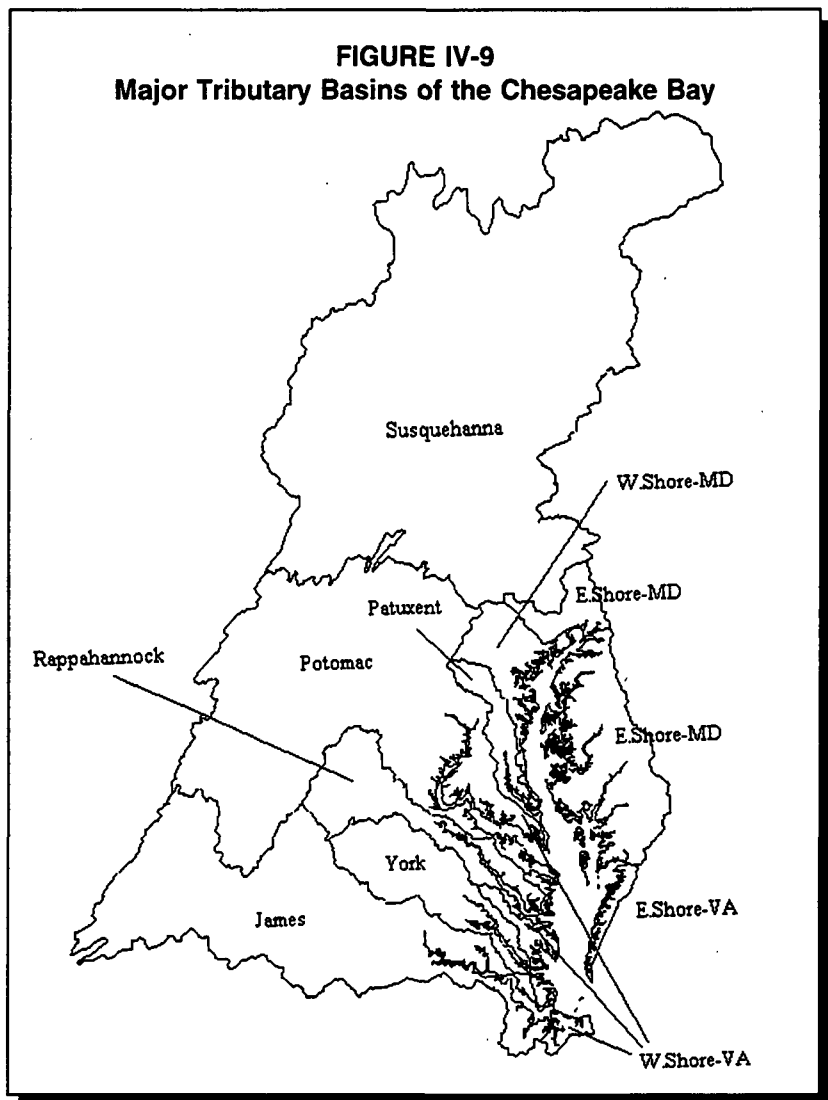 FIGURE IV-9
Major Tributary Basins of the Chesapeake Bay
Susquehanna
W.Shore-MD
E.Shore-MD
Patuxent
Rappahannock
Potomac
E.Shore-MD
York
E.Shore-VA
James
W.Shore-VA